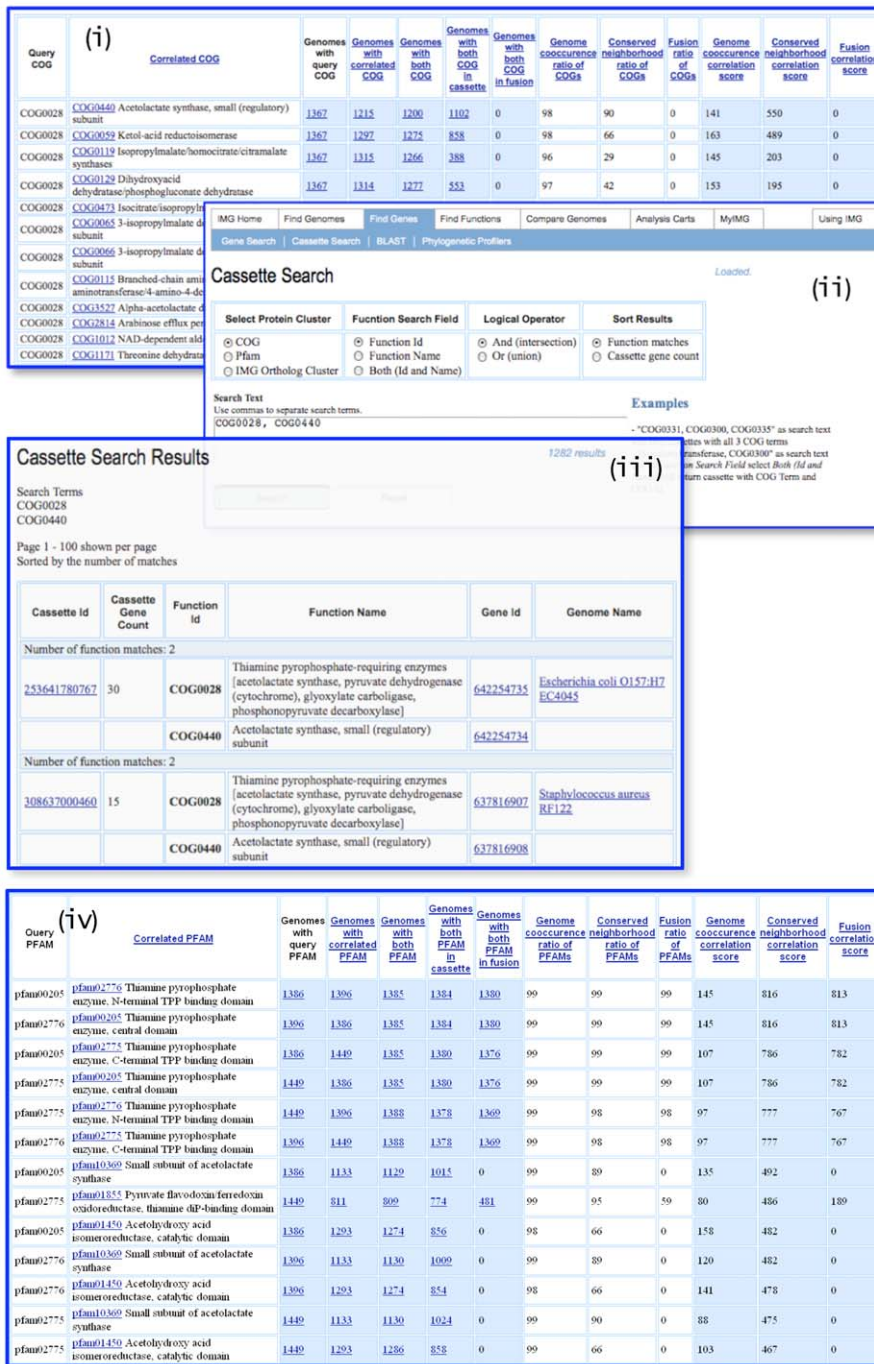 (i)
Query COG
Correlated COG
Genomes with query COG
Genomes with correlated COG
Genomes with both COG
Genomes with both COG in cassette
Genomes with both COG in fusion
Genome cooccurence ratio of COGs
Conserved neighborhood ratio of COGs
Fusion ratio of COGs
Genome cooccurence correlation score
Conserved neighborhood correlation score
Fusion correlation score
COG0028 COG0440 Acetolactate synthase, small (regulatory) subunit 1367 1215 1200 1102 0 98 90 0 141 550 0
COG0028 COG0059 Ketol-acid reductoisomerase 1367 1297 1275 858 0 98 66 0 163 489 0
COG0028 COG0119 Isopropylmalate/homocitrate/citramalate synthases 1367 1315 1266 388 0 96 29 0 145 203 0
COG0028 COG0129 Dihydroxyacid dehydratase/phosphogluconate dehydratase 1367 1314 1277 553 0 97 42 0 153 195 0
COG0028 COG0473 Isocitrate/isopropylm
COG0028 COG0065 3-isopropylmalate de
subunit
COG0028 COG0066 3-isopropylmalate de
subunit
COG0028 COG0115 Branched-chain amin
aminotransferase/4-amino-4-de
COG0028 COG3527 Alpha-acetolactate d
COG0028 COG2814 Arabinose efflux per
COG0028 COG1012 NAD-dependent ald
COG0028 COG1171 Threonine dehydrata
(ii)
IMG Home Find Genomes Find Genes Find Functions Compare Genomes Analysis Carts MyIMG Using IMG
Gene Search | Cassette Search | BLAST | Phylogenetic Profilers
Cassette Search
Loaded.
Select Protein Cluster Fucntion Search Field Logical Operator Sort Results
COG Function Id And (intersection) Function matches
Pfam Function Name Or (union) Cassette gene count
IMG Ortholog Cluster Both (Id and Name)
Search Text
Use commas to separate search terms.
COG0028, COG0440
Examples
- "COG0331, COG0300, COG0335" as search text
ettes with all 3 COG terms
transferase, COG0300" as search text
on Search Field select Both (Id and
turn cassette with COG Term and
(iii)
Cassette Search Results
1282 results
Search Terms
COG0028
COG0440
Page 1 - 100 shown per page
Sorted by the number of matches
Cassette Id Cassette Gene Count Function Id Function Name Gene Id Genome Name
Number of function matches: 2
253641780767 30 COG0028 Thiamine pyrophosphate-requiring enzymes
[acetolactate synthase, pyruvate dehydrogenase
(cytochrome), glyoxylate carboligase,
phosphonopyruvate decarboxylase] 642254735 Escherichia coli O157:H7 EC4045
COG0440 Acetolactate synthase, small (regulatory)
subunit 642254734
Number of function matches: 2
308637000460 15 COG0028 Thiamine pyrophosphate-requiring enzymes
[acetolactate synthase, pyruvate dehydrogenase
(cytochrome), glyoxylate carboligase,
phosphonopyruvate decarboxylase] 637816907 Staphylococcus aureus RF122
COG0440 Acetolactate synthase, small (regulatory)
subunit 637816908
(iv)
Query PFAM
Correlated PFAM
Genomes with query PFAM
Genomes with correlated PFAM
Genomes with both PFAM
Genomes with both PFAM in cassette
Genomes with both PFAM in fusion
Genome cooccurence ratio of PFAMs
Conserved neighborhood ratio of PFAMs
Fusion ratio of PFAMs
Genome cooccurence correlation score
Conserved neighborhood correlation score
Fusion correlation score
pfam00205 pfam02776 Thiamine pyrophosphate enzyme, N-terminal TPP binding domain 1386 1396 1385 1384 1380 99 99 99 145 816 813
pfam02776 pfam00205 Thiamine pyrophosphate enzyme, central domain 1396 1386 1385 1384 1380 99 99 99 145 816 813
pfam00205 pfam02775 Thiamine pyrophosphate enzyme, C-terminal TPP binding domain 1386 1449 1385 1380 1376 99 99 99 107 786 782
pfam02775 pfam00205 Thiamine pyrophosphate enzyme, central domain 1449 1386 1385 1380 1376 99 99 99 107 786 782
pfam02775 pfam02776 Thiamine pyrophosphate enzyme, N-terminal TPP binding domain 1449 1396 1388 1378 1369 99 98 98 97 777 767
pfam02776 pfam02775 Thiamine pyrophosphate enzyme, C-terminal TPP binding domain 1396 1449 1388 1378 1369 99 98 98 97 777 767
pfam00205 pfam10369 Small subunit of acetolactate synthase 1386 1133 1129 1015 0 99 89 0 135 492 0
pfam02775 pfam01855 Pyruvate flavodoxin/ferredoxin oxidoreductase, thiamine diP-binding domain 1449 811 809 774 481 99 95 59 80 486 189
pfam00205 pfam01450 Acetohydroxy acid isomeroreductase, catalytic domain 1386 1293 1274 856 0 98 66 0 158 482 0
pfam02776 pfam10369 Small subunit of acetolactate synthase 1396 1133 1130 1009 0 99 89 0 120 482 0
pfam02776 pfam01450 Acetohydroxy acid isomeroreductase, catalytic domain 1396 1293 1274 854 0 98 66 0 141 478 0
pfam02775 pfam10369 Small subunit of acetolactate synthase 1449 1133 1130 1024 0 99 90 0 88 475 0
pfam02775 pfam01450 Acetohydroxy acid isomeroreductase, catalytic domain 1449 1293 1286 858 0 99 66 0 103 467 0